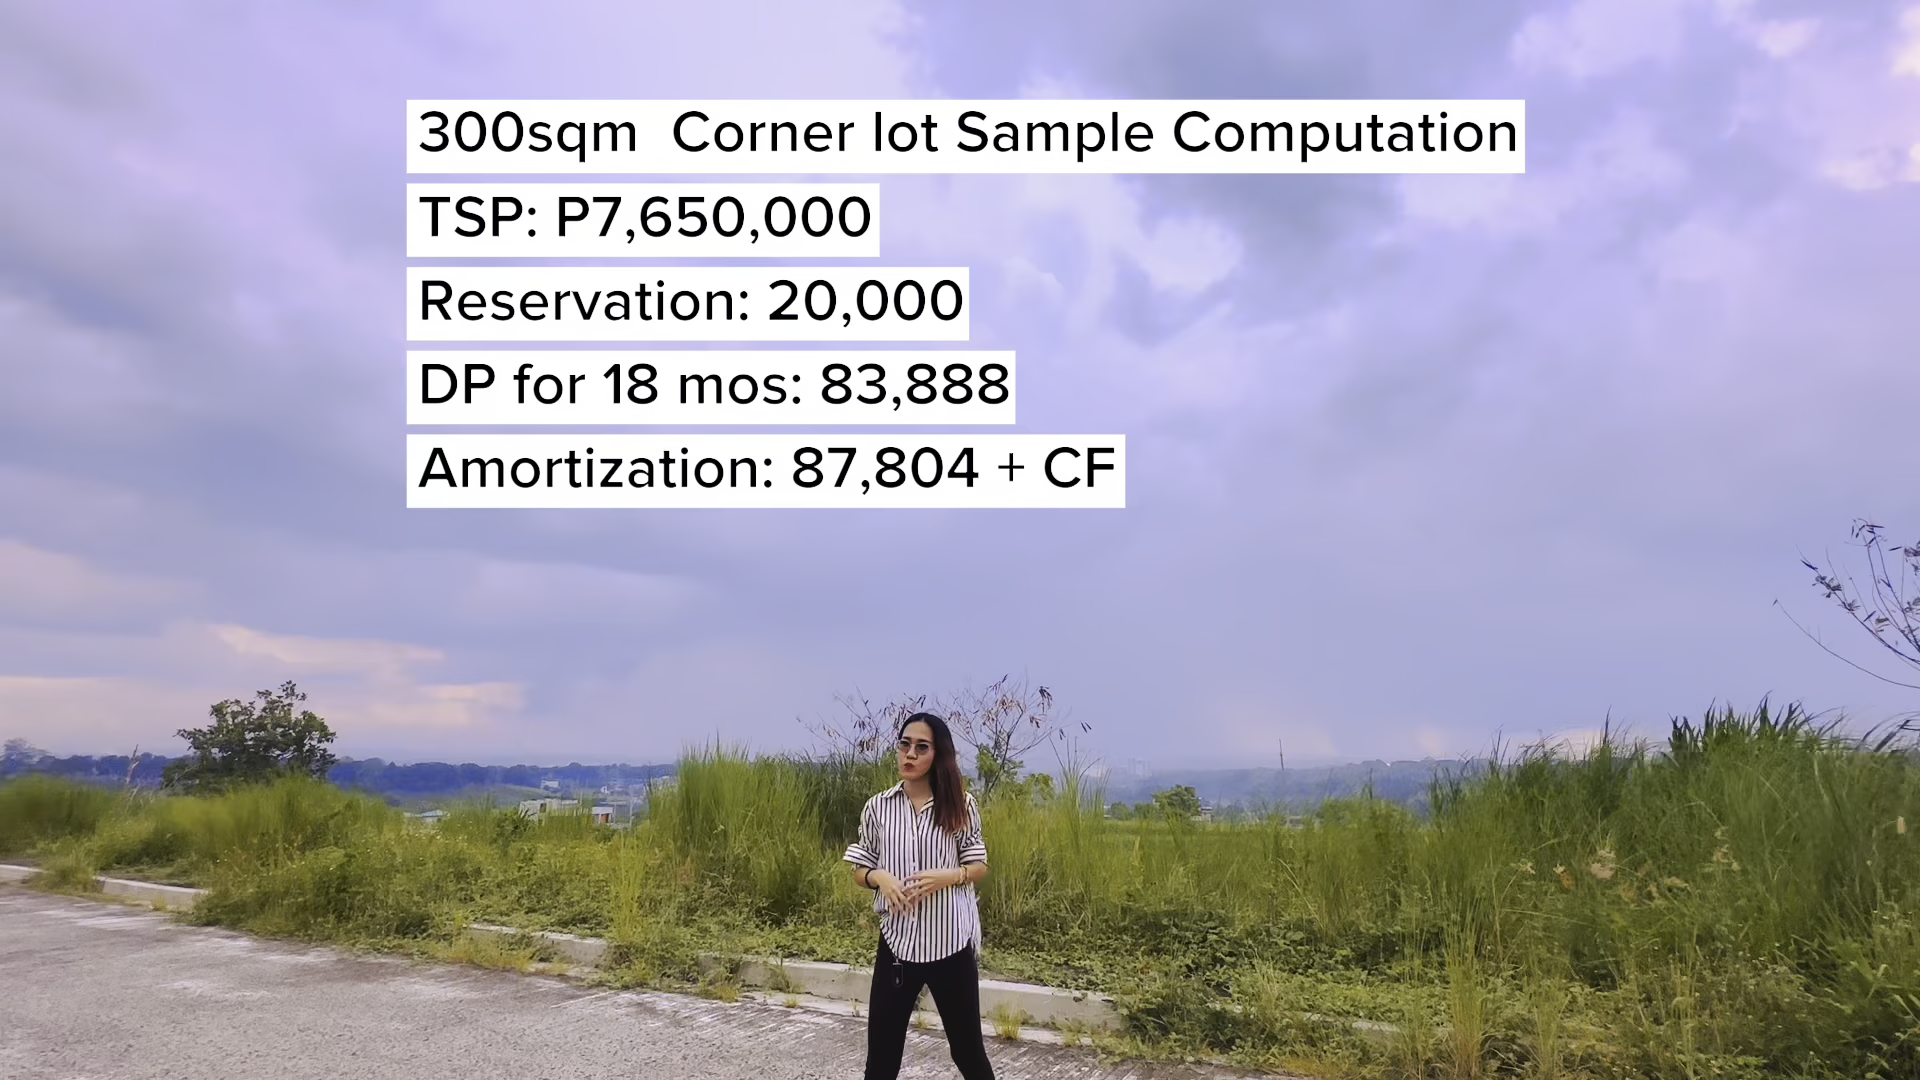 300sqm  Corner lot Sample Computation
TSP: P7,650,000
Reservation: 20,000
DP for 18 mos: 83,888
Amortization: 87,804 + CF